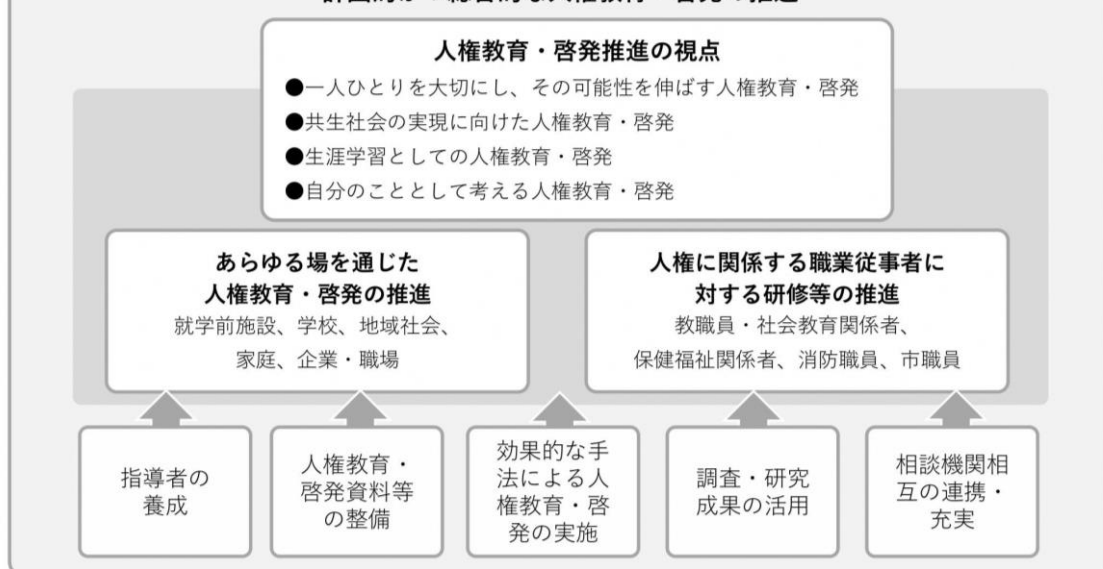 人権教育・啓発推進の視点
●一人ひとりを大切にし、その可能性を伸ばす人権教育・啓発
●共生社会の実現に向けた人権教育・啓発
●生涯学習としての人権教育・啓発
●自分のこととして考える人権教育・啓発
あらゆる場を通じた
人権教育・啓発の推進
就学前施設、学校、地域社会、
家庭、企業・職場
人権に関係する職業従事者に
対する研修等の推進
教職員・社会教育関係者、
保健福祉関係者、消防職員、市職員
指導者の
養成
人権教育・
啓発資料等
の整備
効果的な手
法による人
権教育・啓
発の実施
調査・研究
成果の活用
相談機関相
互の連携・
充実